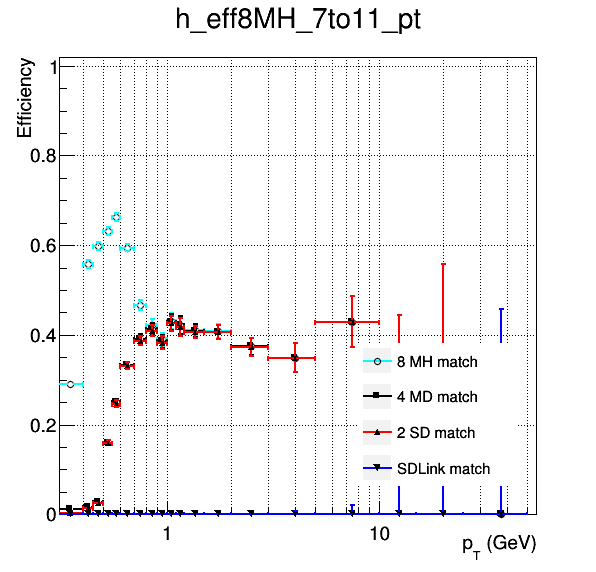 h_eff8MH_7to11_pt
Efficiency
1
0.8
0.6
0.4
0.2
0
8 MH match
4 MD match
2 SD match
SDLink match
1 10
p_T (GeV)